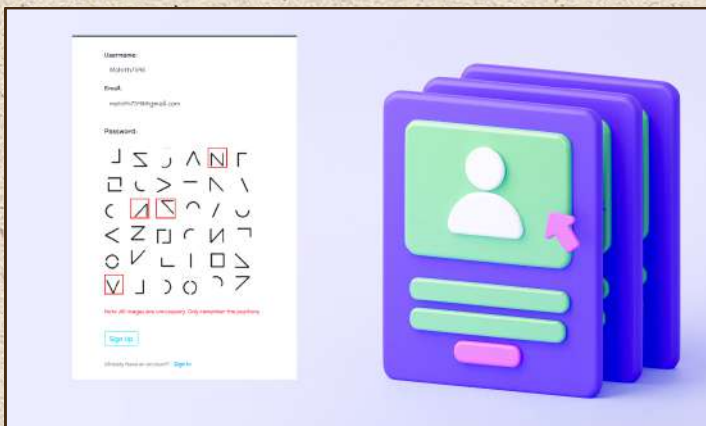 Username:
Email:
Password:
Note: All images are unnecessary. Only remember the positions.
Sign Up
Already have an account? Sign In